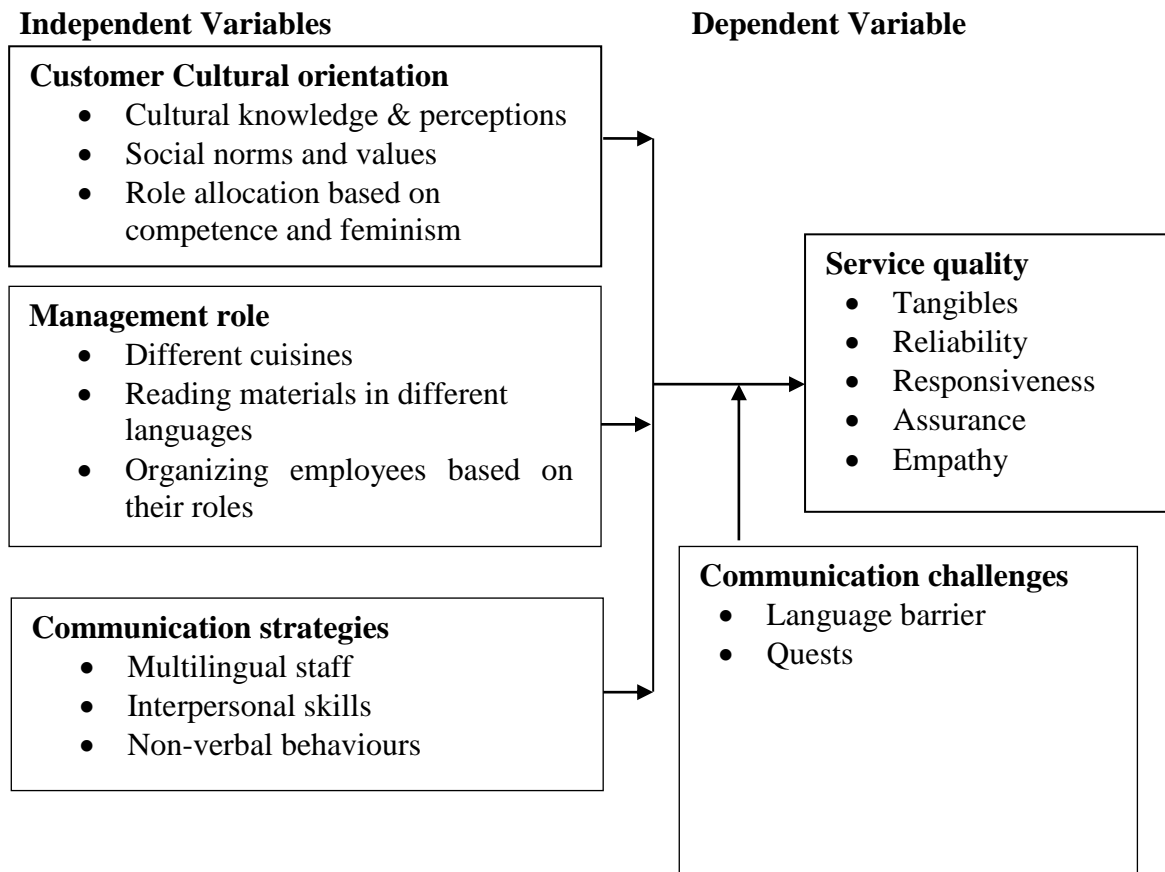 Independent Variables
Dependent Variable
Customer Cultural orientation
• Cultural knowledge & perceptions
• Social norms and values
• Role allocation based on
competence and feminism
Management role
• Different cuisines
• Reading materials in different
languages
• Organizing employees based on
their roles
Communication strategies
• Multilingual staff
• Interpersonal skills
• Non-verbal behaviours
Service quality
• Tangibles
• Reliability
• Responsiveness
• Assurance
• Empathy
Communication challenges
• Language barrier
• Quests